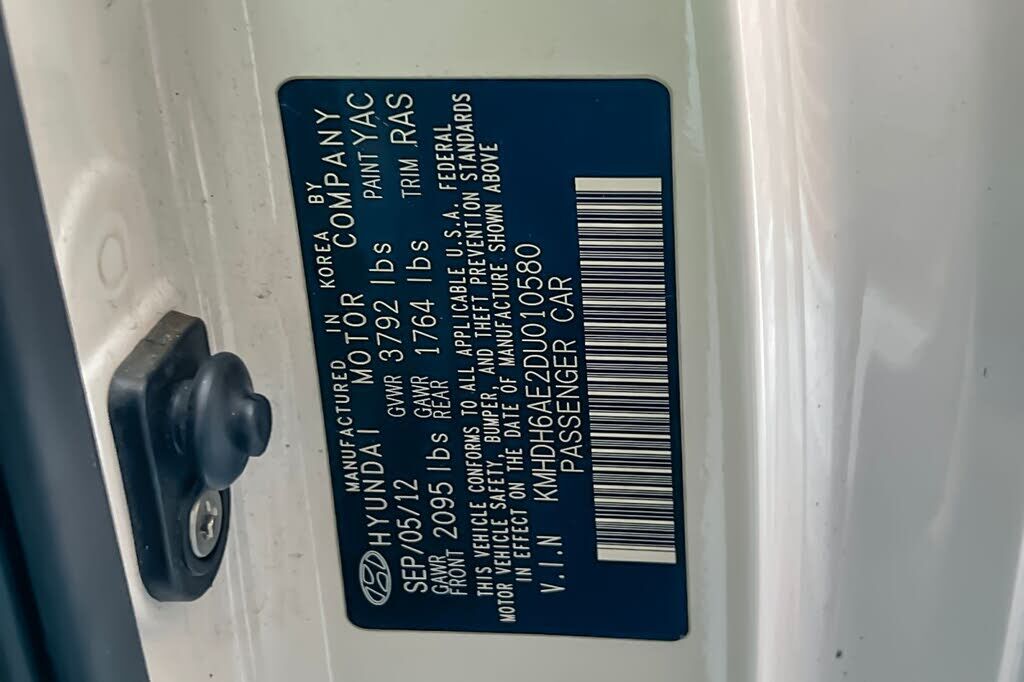 MANUFACTURED IN KOREA BY
HYUNDAI MOTOR COMPANY
SEP/05/12 GVWR 3792 lbs PAINT YAC
GAWR FRONT 2095 lbs GAWR REAR 1764 lbs TRIM RAS
THIS VEHICLE CONFORMS TO ALL APPLICABLE U.S.A. FEDERAL
MOTOR VEHICLE SAFETY, BUMPER, AND THEFT PREVENTION STANDARDS
IN EFFECT ON THE DATE OF MANUFACTURE SHOWN ABOVE
V.I.N KMHDH6AE2DU010580
PASSENGER CAR